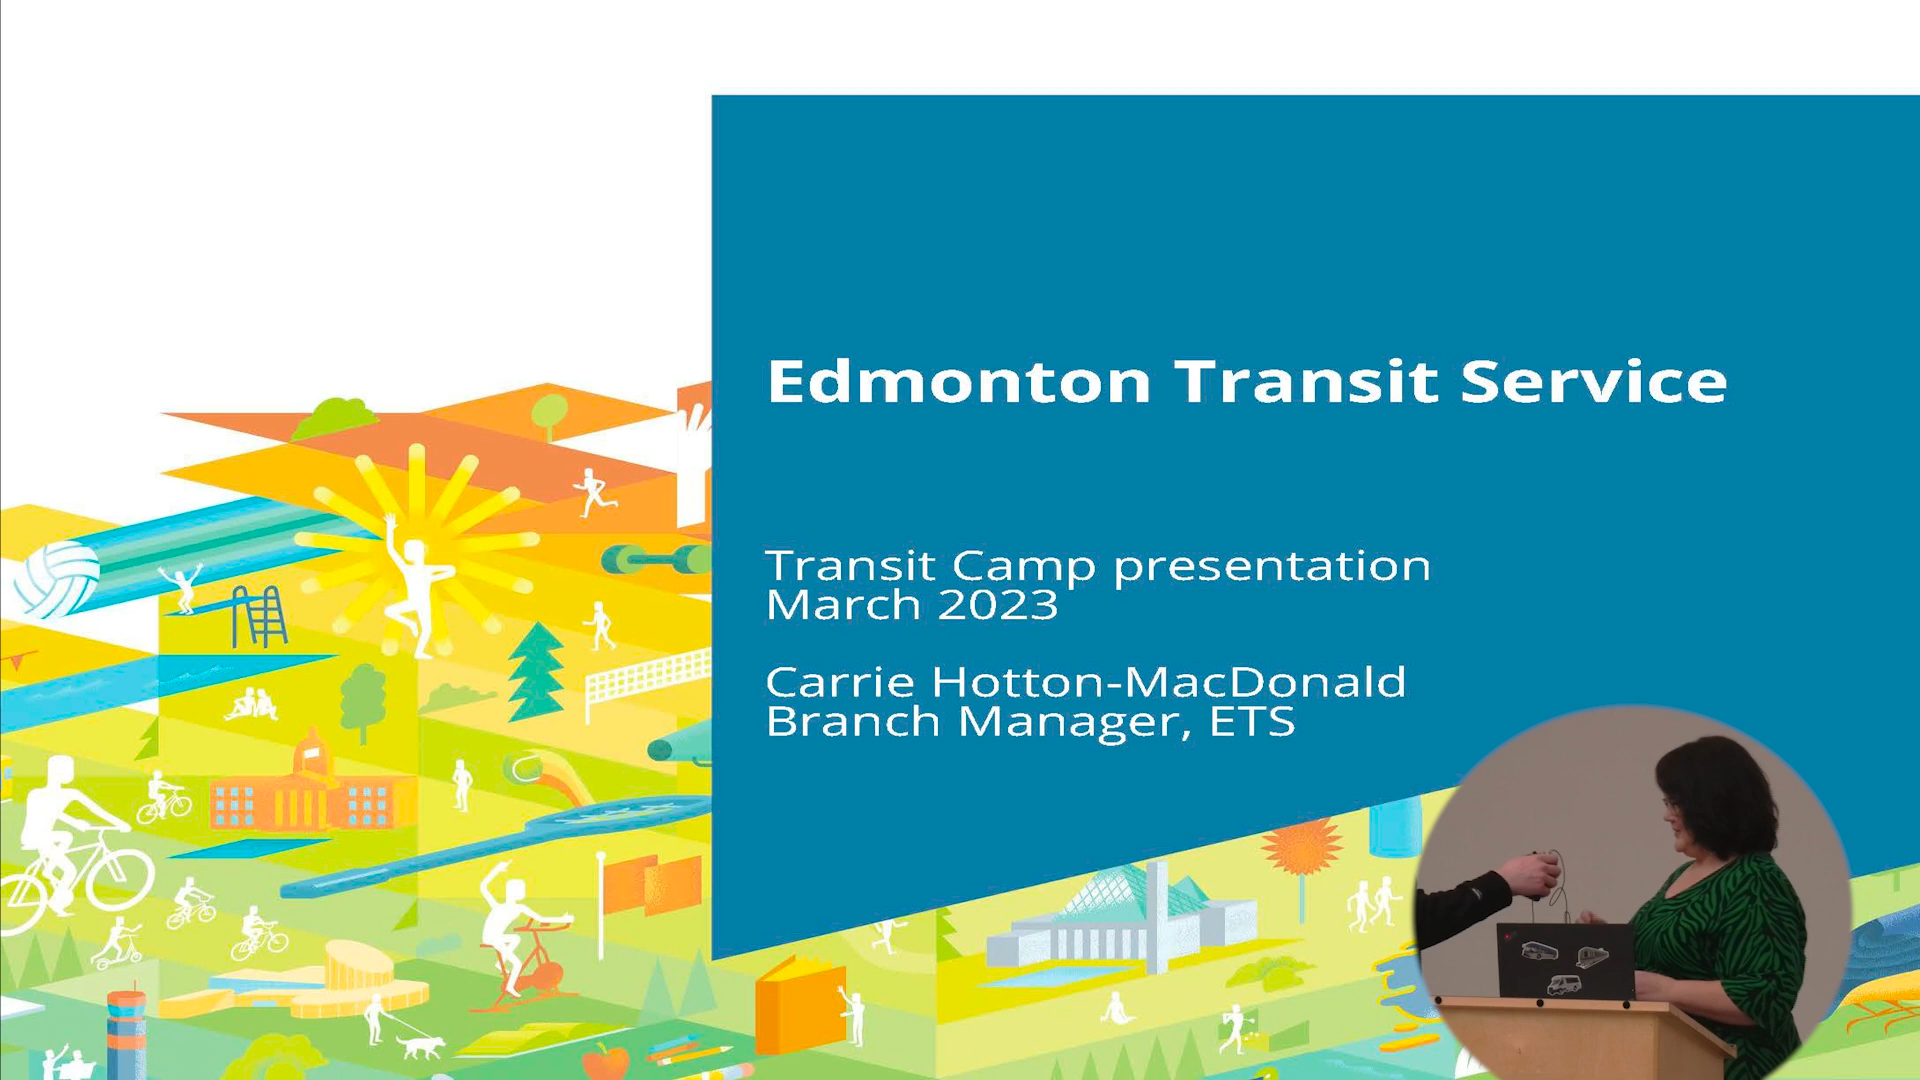 Edmonton Transit Service
Transit Camp presentation
March 2023
Carrie Hotton-MacDonald
Branch Manager, ETS